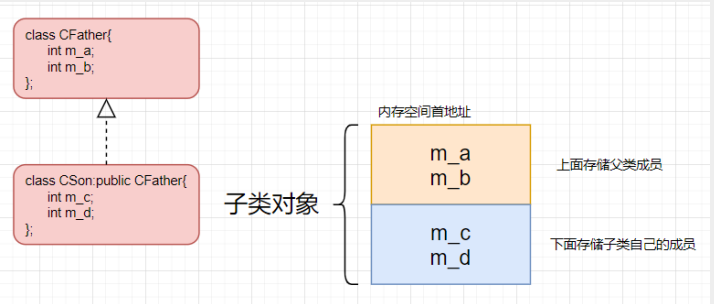 class CFather{
int m_a;
int m_b;
};
class CSon:public CFather{
int m_c;
int m_d;
};
子类对象
内存空间首地址
m_a
m_b
上面存储父类成员
m_c
m_d
下面存储子类自己的成员